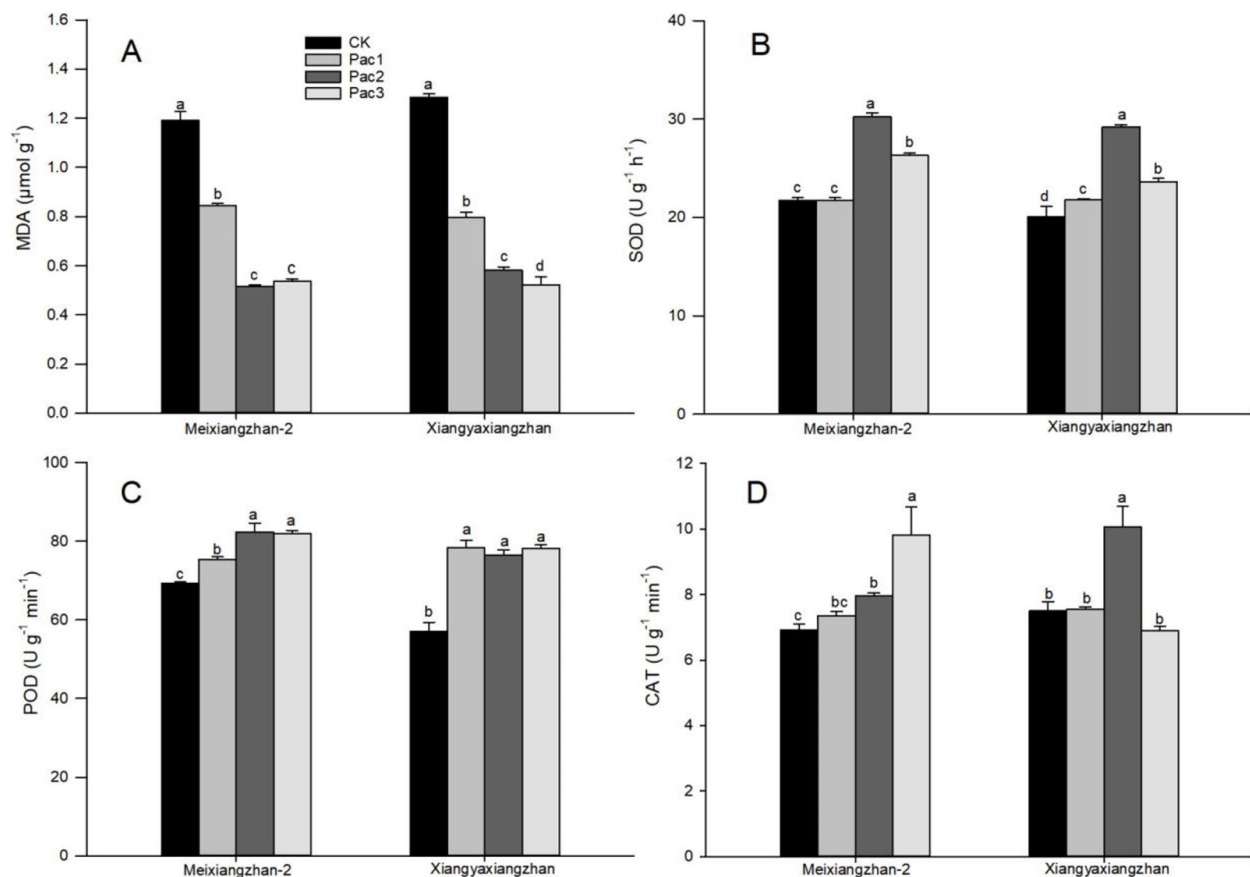 A
MDA (µmol g⁻¹)
1.6
1.4
1.2
1.0
0.8
0.6
0.4
0.2
0.0
CK
Pac1
Pac2
Pac3
a
b
c
c
a
b
c
d
Meixiangzhan-2
Xiangyaxiangzhan
B
SOD (U g⁻¹ h⁻¹)
40
30
20
10
0
c
c
a
b
d
c
a
b
Meixiangzhan-2
Xiangyaxiangzhan
C
POD (U g⁻¹ min⁻¹)
100
80
60
40
20
0
c
b
a
a
b
a
a
a
Meixiangzhan-2
Xiangyaxiangzhan
D
CAT (U g⁻¹ min⁻¹)
12
10
8
6
4
2
0
c
bc
b
a
b
b
a
b
Meixiangzhan-2
Xiangyaxiangzhan